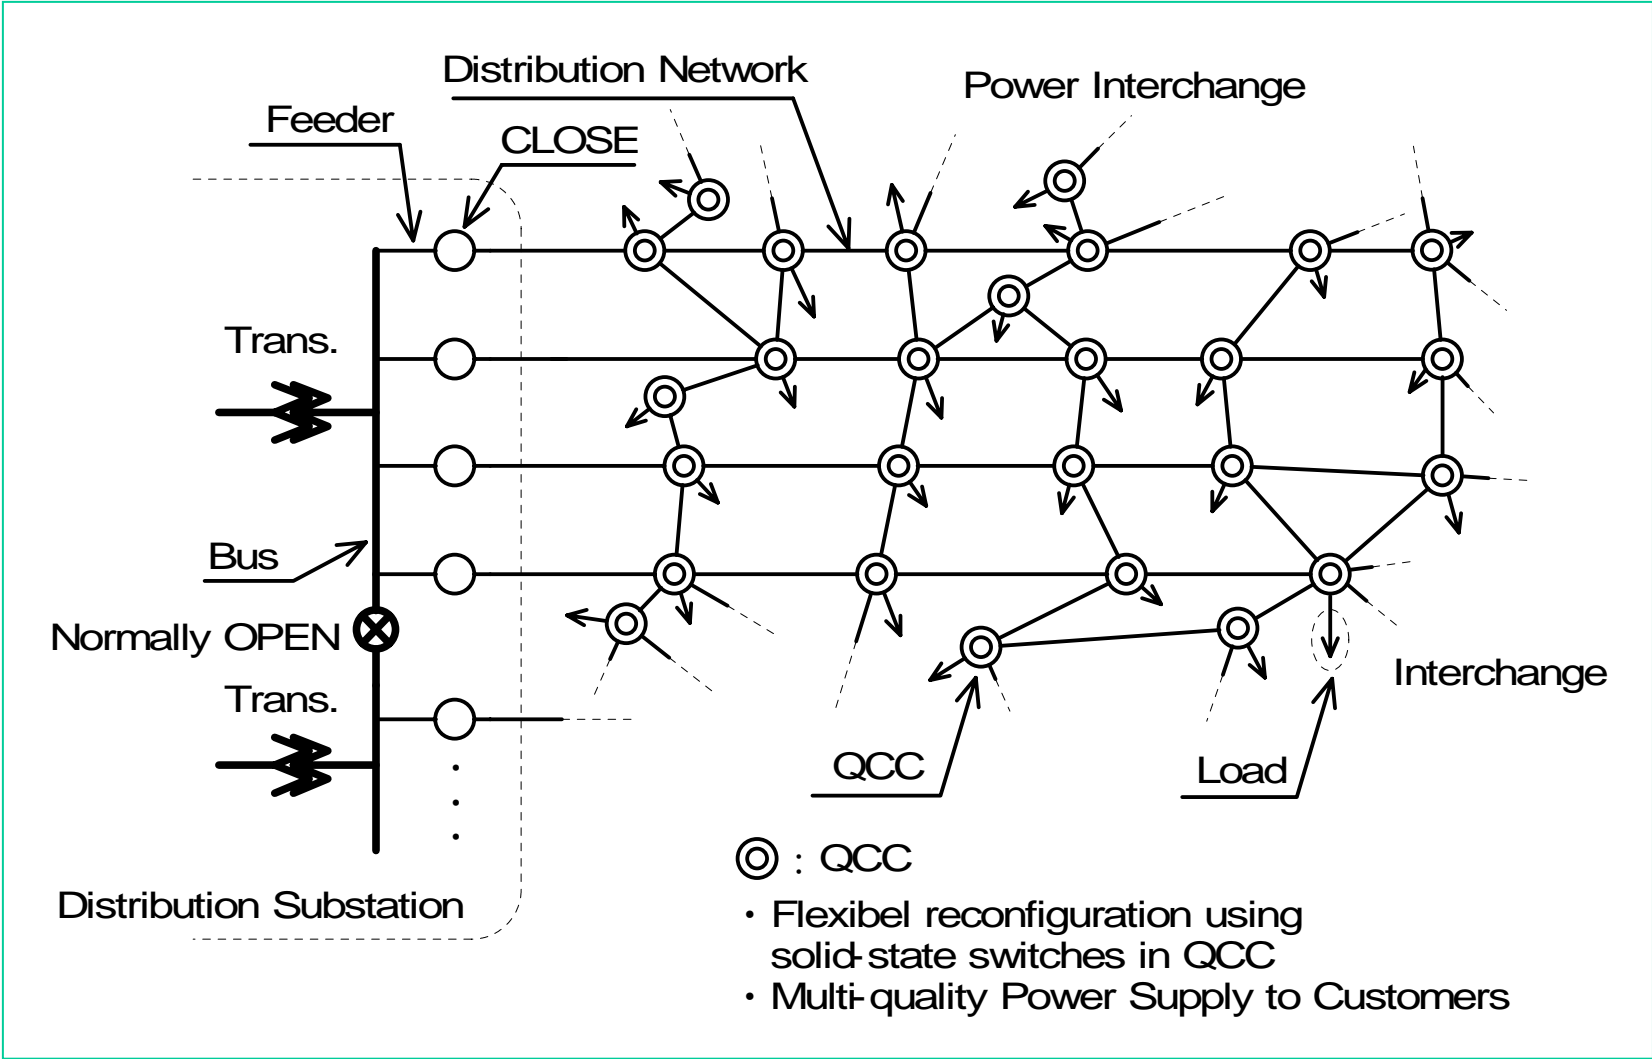 Distribution Network
Power Interchange
Feeder
CLOSE
Trans.
Bus
Normally OPEN
Interchange
Trans.
QCC
Load
: QCC
Distribution Substation
・ Flexibel reconfiguration using
solid-state switches in QCC
・ Multi-quality Power Supply to Customers